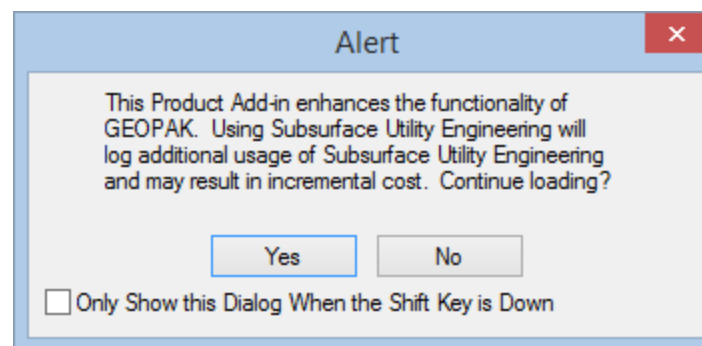 Alert
This Product Add-in enhances the functionality of
GEOPAK.  Using Subsurface Utility Engineering will
log additional usage of Subsurface Utility Engineering
and may result in incremental cost.  Continue loading?
Yes No
Only Show this Dialog When the Shift Key is Down